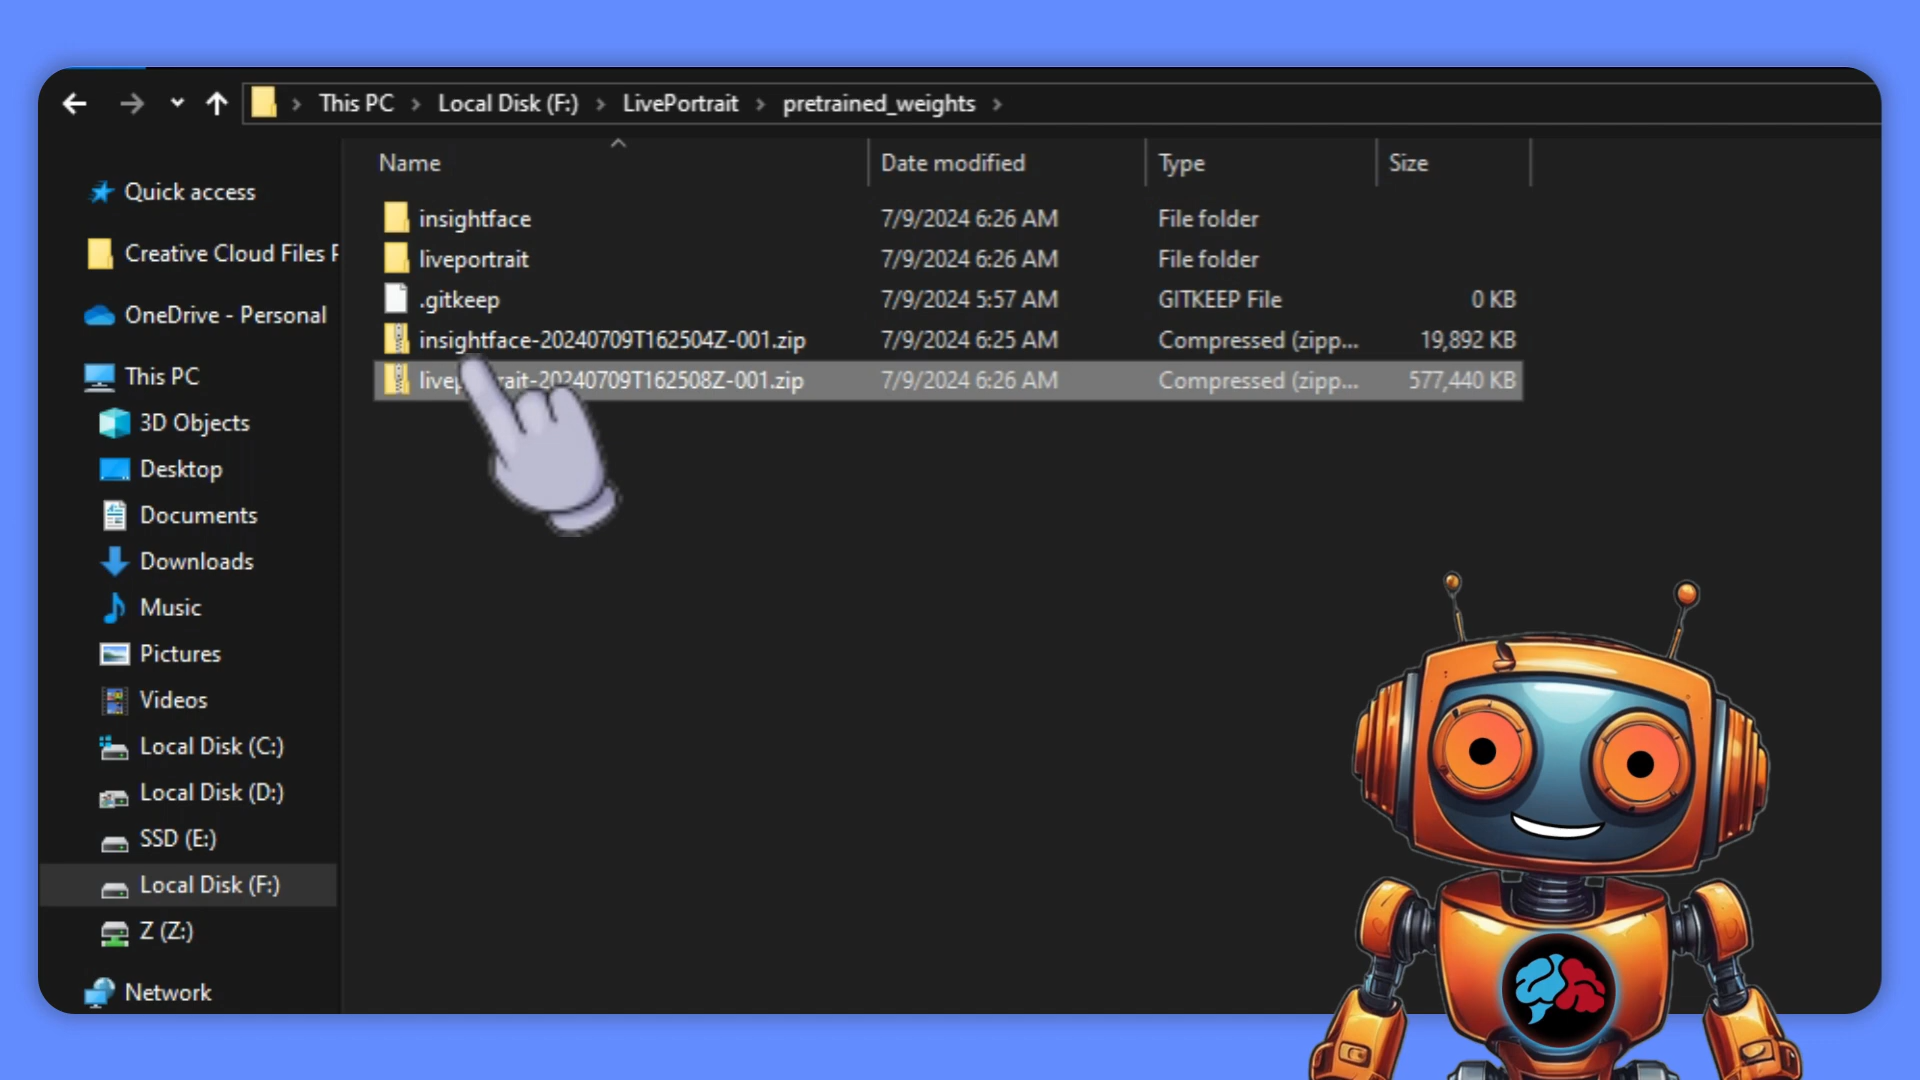 This PC > Local Disk (F:) > LivePortrait > pretrained_weights >
Name Date modified Type Size
Quick access
Creative Cloud Files F
OneDrive - Personal
This PC
3D Objects
Desktop
Documents
Downloads
Music
Pictures
Videos
Local Disk (C:)
Local Disk (D:)
SSD (E:)
Local Disk (F:)
Z (Z:)
Network
insightface 7/9/2024 6:26 AM File folder
liveportrait 7/9/2024 6:26 AM File folder
.gitkeep 7/9/2024 5:57 AM GITKEEP File 0 KB
insightface-20240709T162504Z-001.zip 7/9/2024 6:25 AM Compressed (zipp... 19,892 KB
rait-20240709T162508Z-001.zip 7/9/2024 6:26 AM Compressed (zipp... 577,440 KB